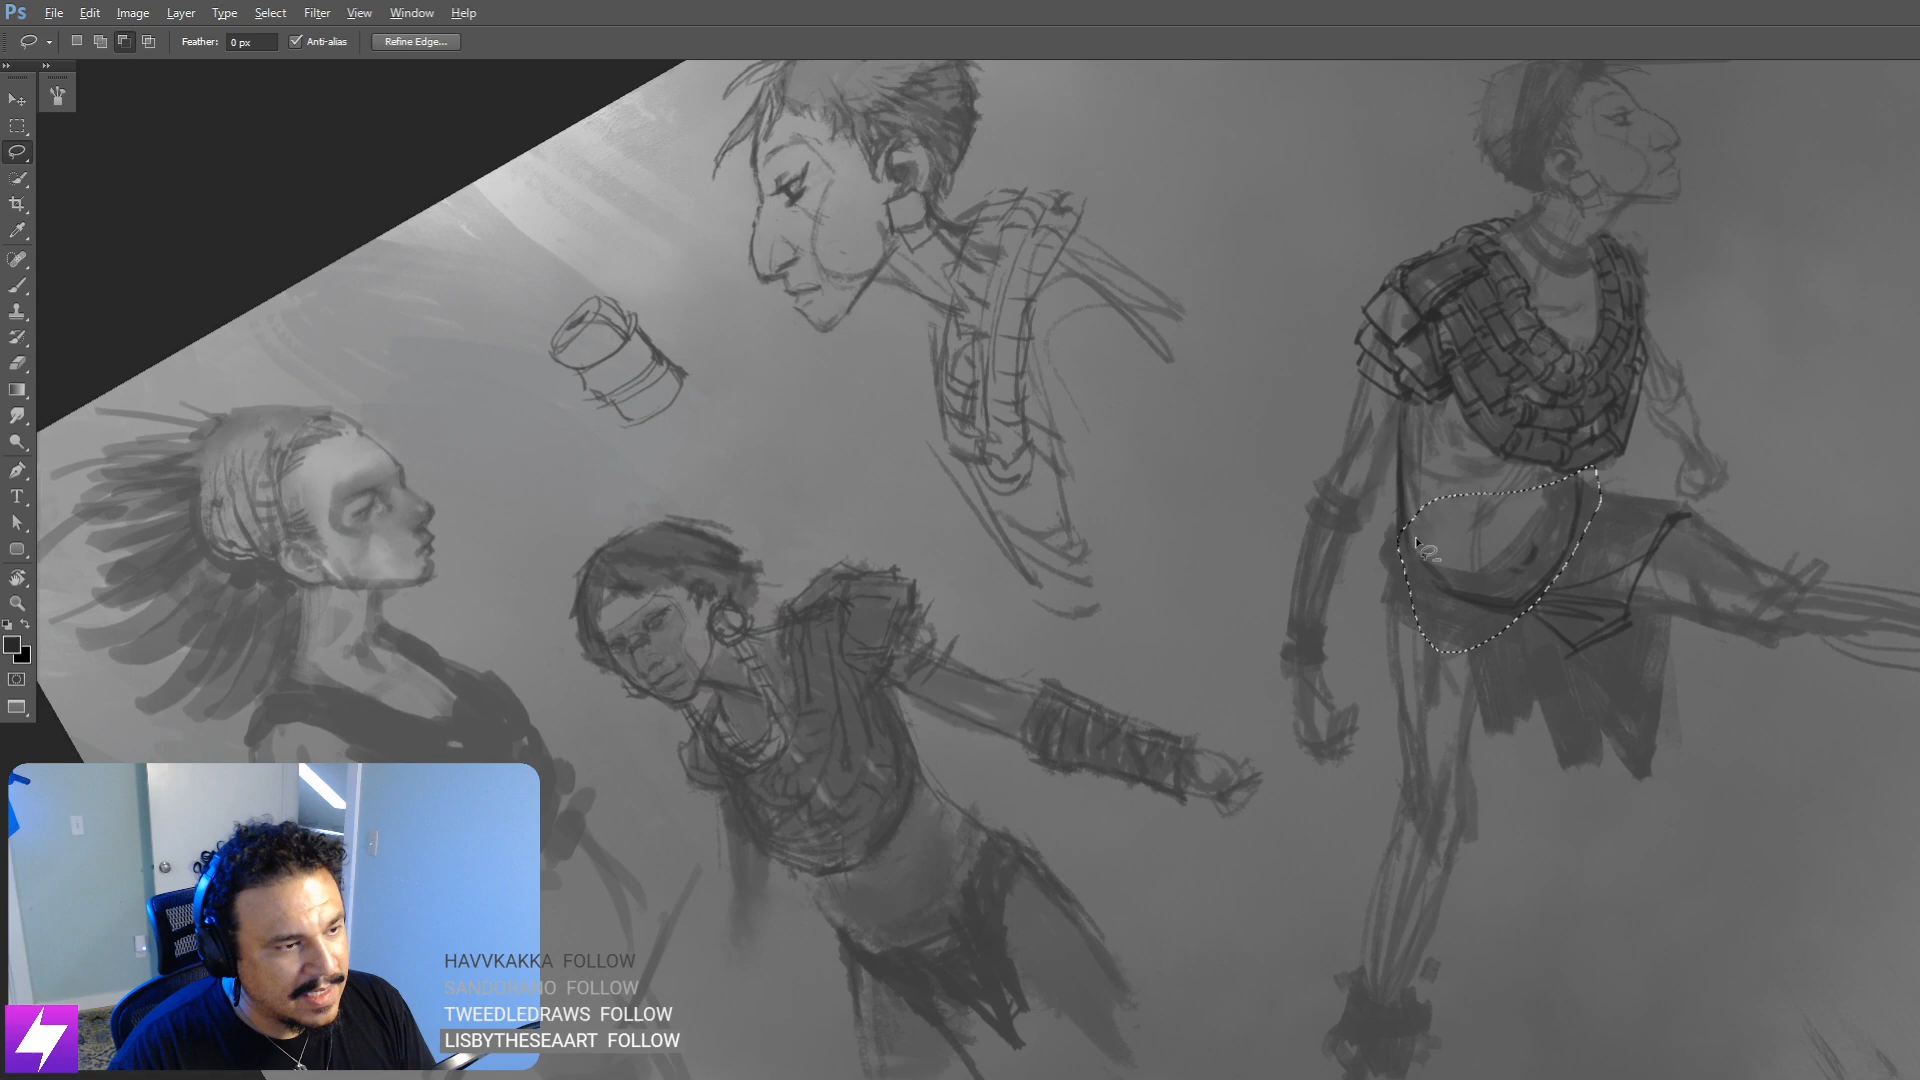 Ps File Edit Image Layer Type Select Filter View Window Help
Feather: 0 px Anti-alias Refine Edge...
T
HAVVKAKKA FOLLOW
SANDORANO FOLLOW
TWEEDLEDRAWS FOLLOW
LISBYTHESEAART FOLLOW